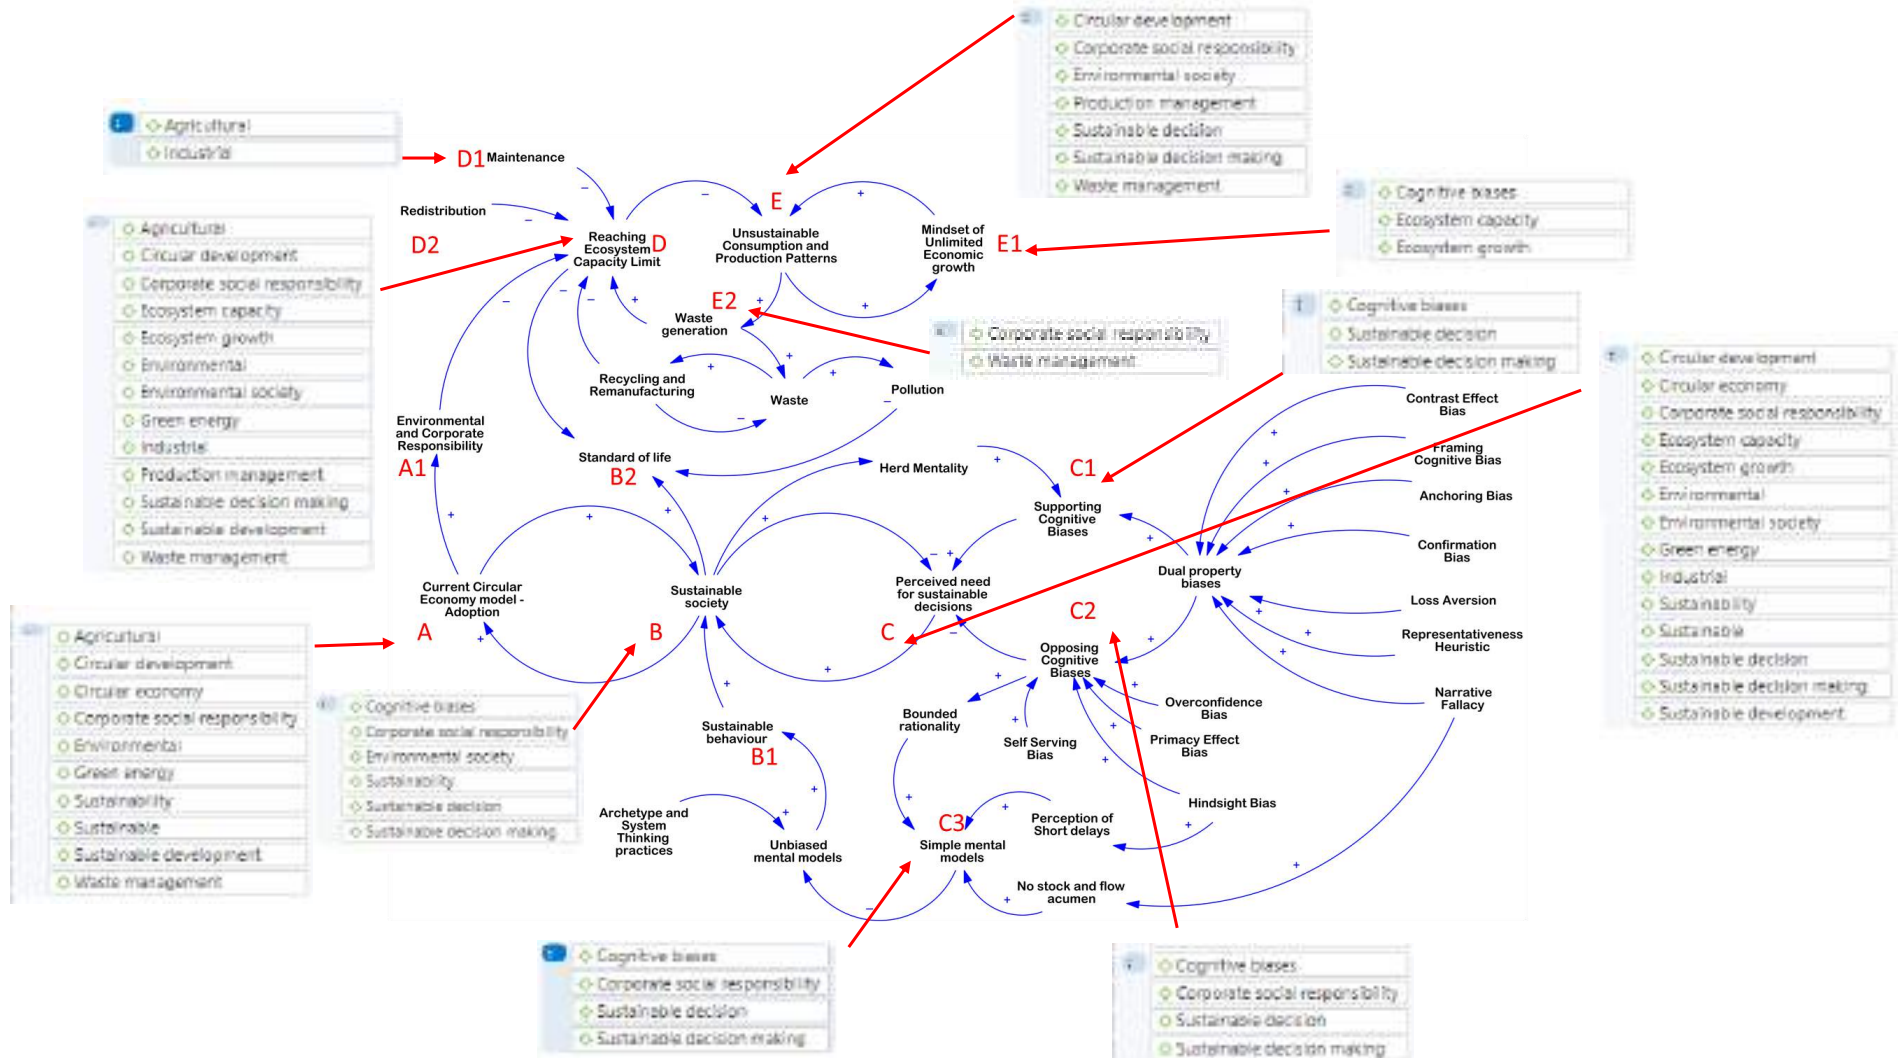 Circular development
Corporate social responsibility
Environmental society
Production management
Sustainable decision
Sustainable decision making
Waste management
Agricultural
Industrial
D1
Maintenance
Redistribution
D2
Agricultural
Circular development
Corporate social responsibility
Ecosystem capacity
Ecosystem growth
Environmental
Environmental society
Green energy
Industrial
Production management
Sustainable decision making
Sustainable development
Waste management
Reaching
Ecosystem
Capacity Limit
D
E
Unsustainable
Consumption and
Production Patterns
Mindset of
Unlimited
Economic
growth
E1
Cognitive biases
Ecosystem capacity
Ecosystem growth
E2
Waste
generation
Corporate social responsibility
Waste management
Cognitive biases
Sustainable decision
Sustainable decision making
Circular development
Circular economy
Corporate social responsibility
Ecosystem capacity
Ecosystem growth
Environmental
Environmental society
Green energy
Industrial
Sustainability
Sustainable
Sustainable decision
Sustainable decision making
Sustainable development
Recycling and
Remanufacturing
Waste
Pollution
Environmental
and Corporate
Responsibility
A1
Standard of life
B2
Herd Mentality
C1
Supporting
Cognitive
Biases
Contrast Effect
Bias
Framing
Cognitive Bias
Anchoring Bias
Confirmation
Bias
Dual property
biases
Loss Aversion
Representativeness
Heuristic
Narrative
Fallacy
Current Circular
Economy model -
Adoption
A
Sustainable
society
B
Perceived need
for sustainable
decisions
C
C2
Opposing
Cognitive
Biases
Overconfidence
Bias
Primacy Effect
Bias
Self Serving
Bias
Bounded
rationality
Hindsight Bias
Agricultural
Circular development
Circular economy
Corporate social responsibility
Environmental
Green energy
Sustainability
Sustainable
Sustainable development
Waste management
Cognitive biases
Corporate social responsibility
Environmental society
Sustainability
Sustainable decision
Sustainable decision making
Sustainable
behaviour
B1
Archetype and
System
Thinking
practices
Unbiased
mental models
C3
Simple mental
models
Perception of
Short delays
No stock and flow
acumen
Cognitive biases
Corporate social responsibility
Sustainable decision
Sustainable decision making
Cognitive biases
Corporate social responsibility
Sustainable decision
Sustainable decision making